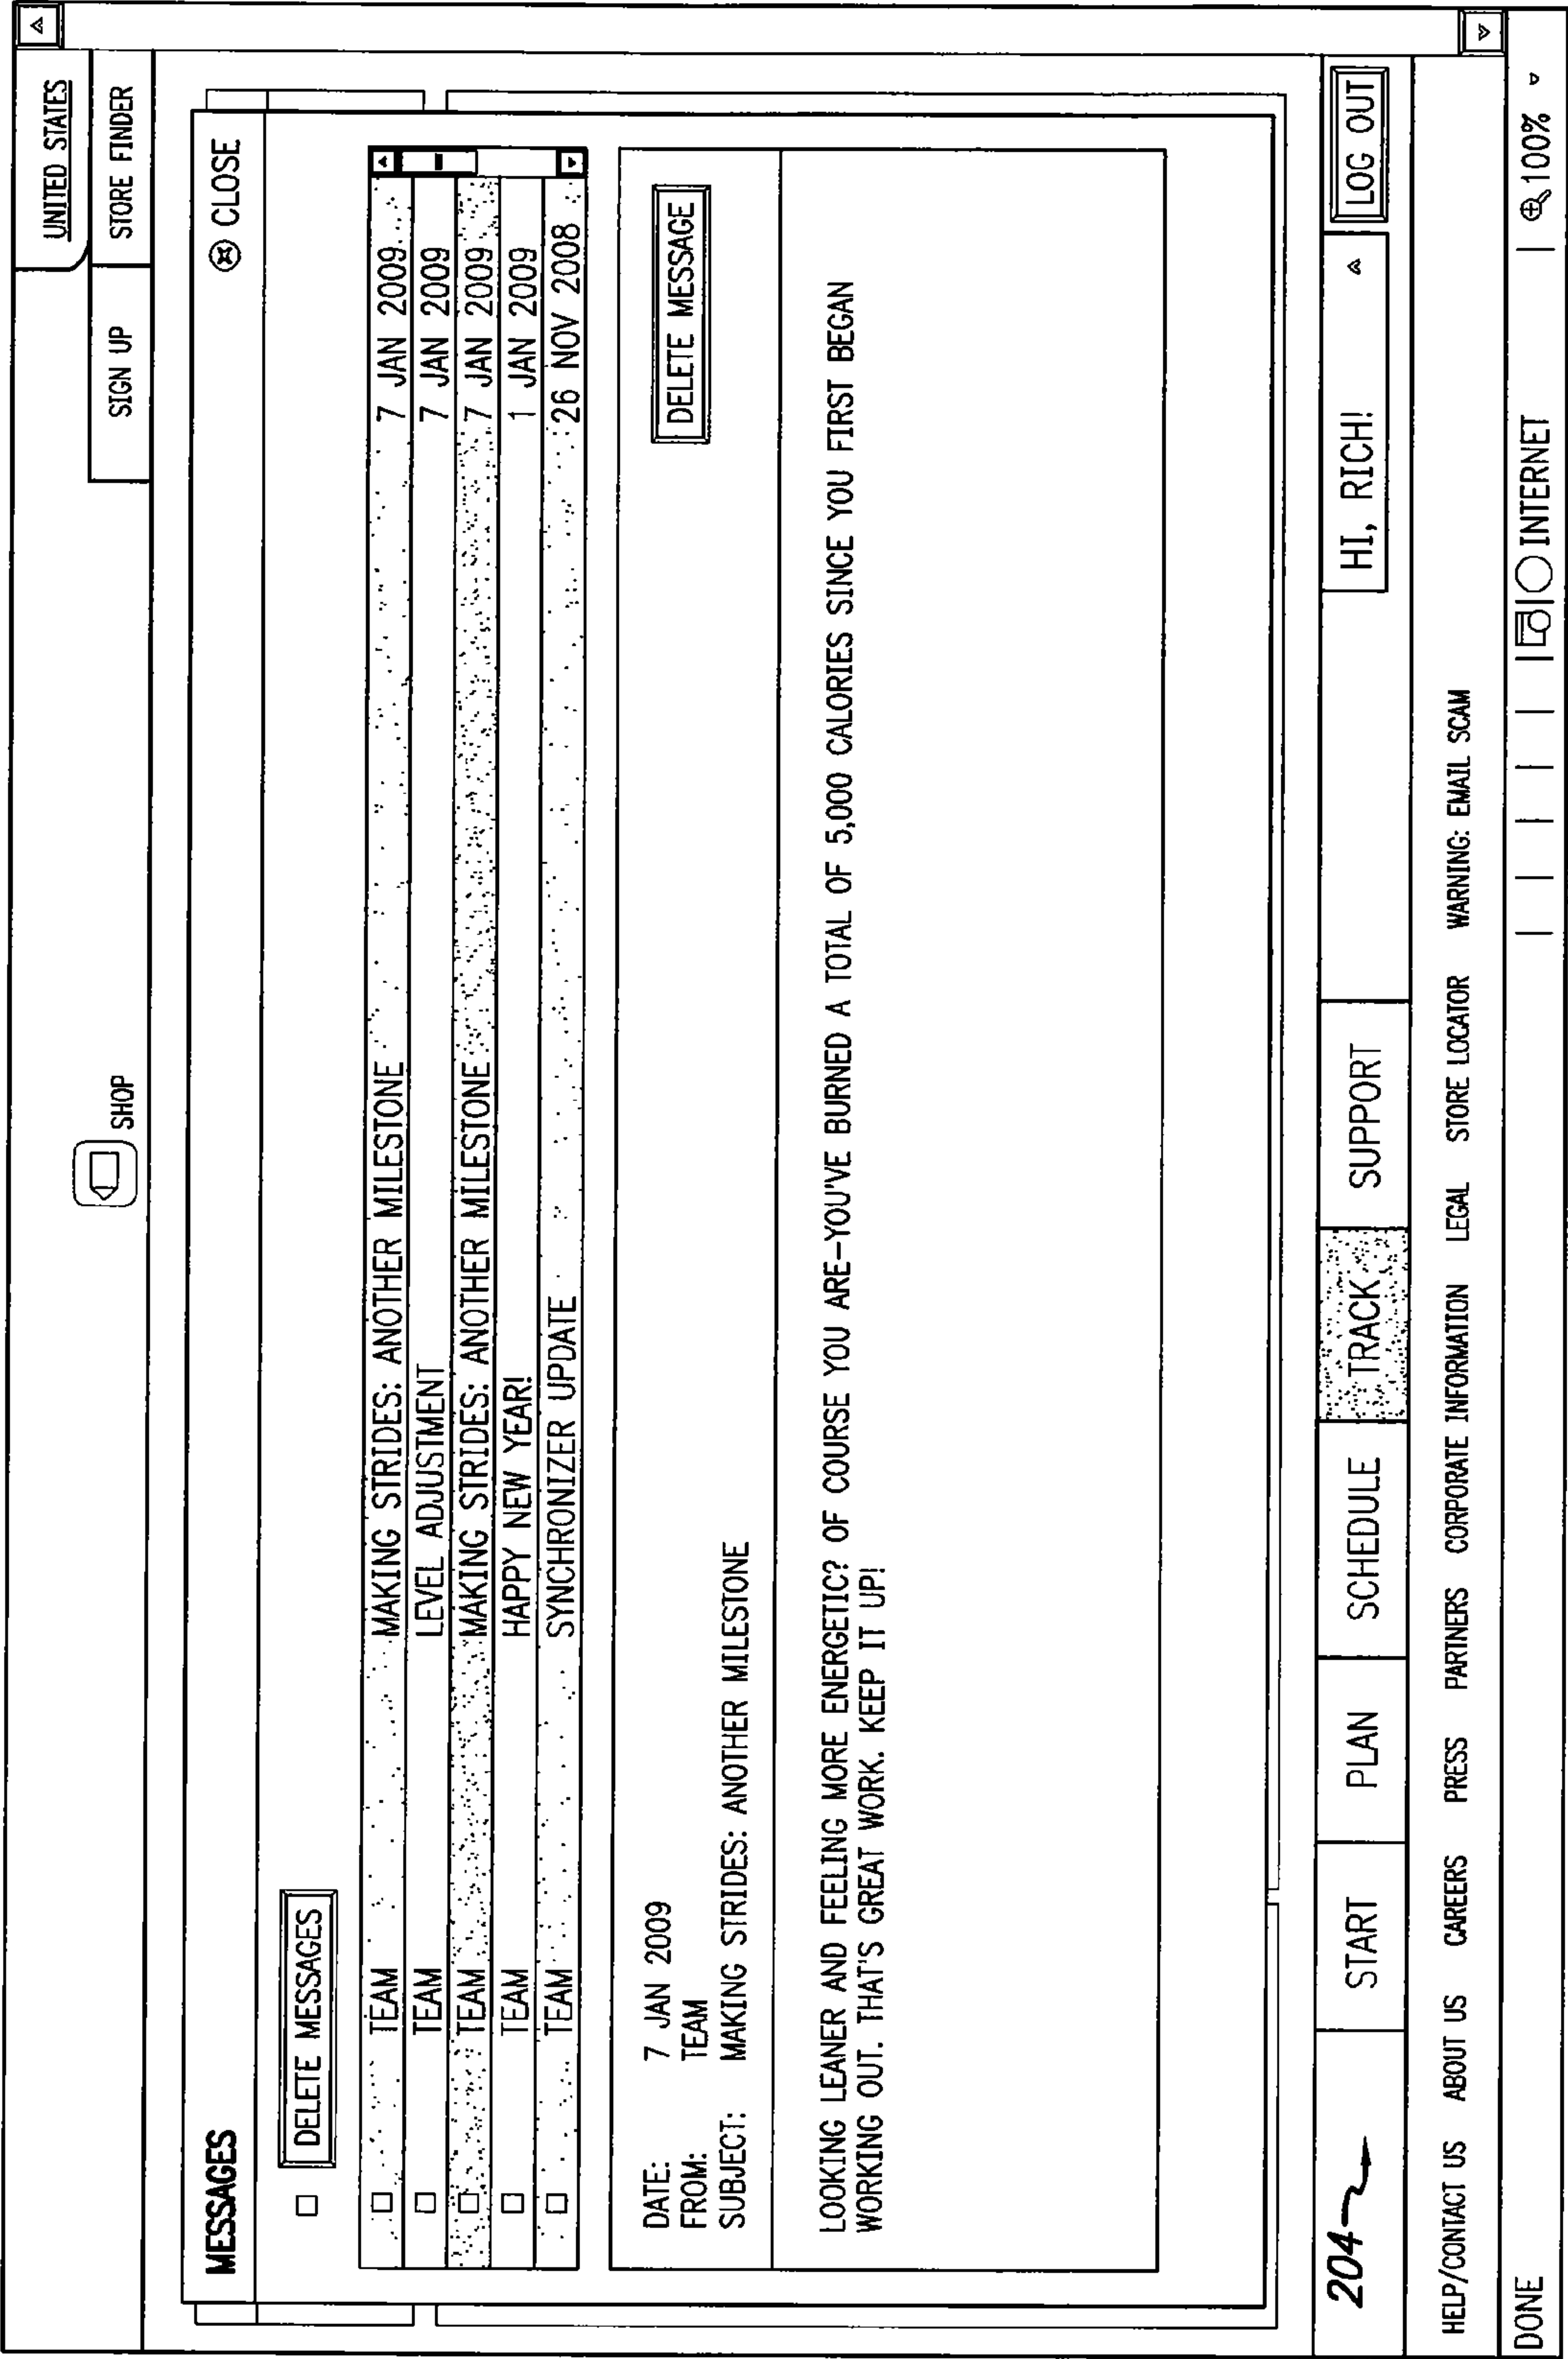 UNITED STATES
SHOP SIGN UP STORE FINDER
MESSAGES CLOSE
DELETE MESSAGES
TEAM MAKING STRIDES: ANOTHER MILESTONE 7 JAN 2009
TEAM LEVEL ADJUSTMENT 7 JAN 2009
TEAM MAKING STRIDES: ANOTHER MILESTONE 7 JAN 2009
TEAM HAPPY NEW YEAR! 1 JAN 2009
TEAM SYNCHRONIZER UPDATE 26 NOV 2008
DATE: 7 JAN 2009 DELETE MESSAGE
FROM: TEAM
SUBJECT: MAKING STRIDES: ANOTHER MILESTONE
LOOKING LEANER AND FEELING MORE ENERGETIC? OF COURSE YOU ARE-YOU'VE BURNED A TOTAL OF 5,000 CALORIES SINCE YOU FIRST BEGAN
WORKING OUT. THAT'S GREAT WORK. KEEP IT UP!
204 START PLAN SCHEDULE TRACK SUPPORT HI, RICH! LOG OUT
HELP/CONTACT US ABOUT US CAREERS PRESS PARTNERS CORPORATE INFORMATION LEGAL STORE LOCATOR WARNING: EMAIL SCAM
DONE INTERNET 100%